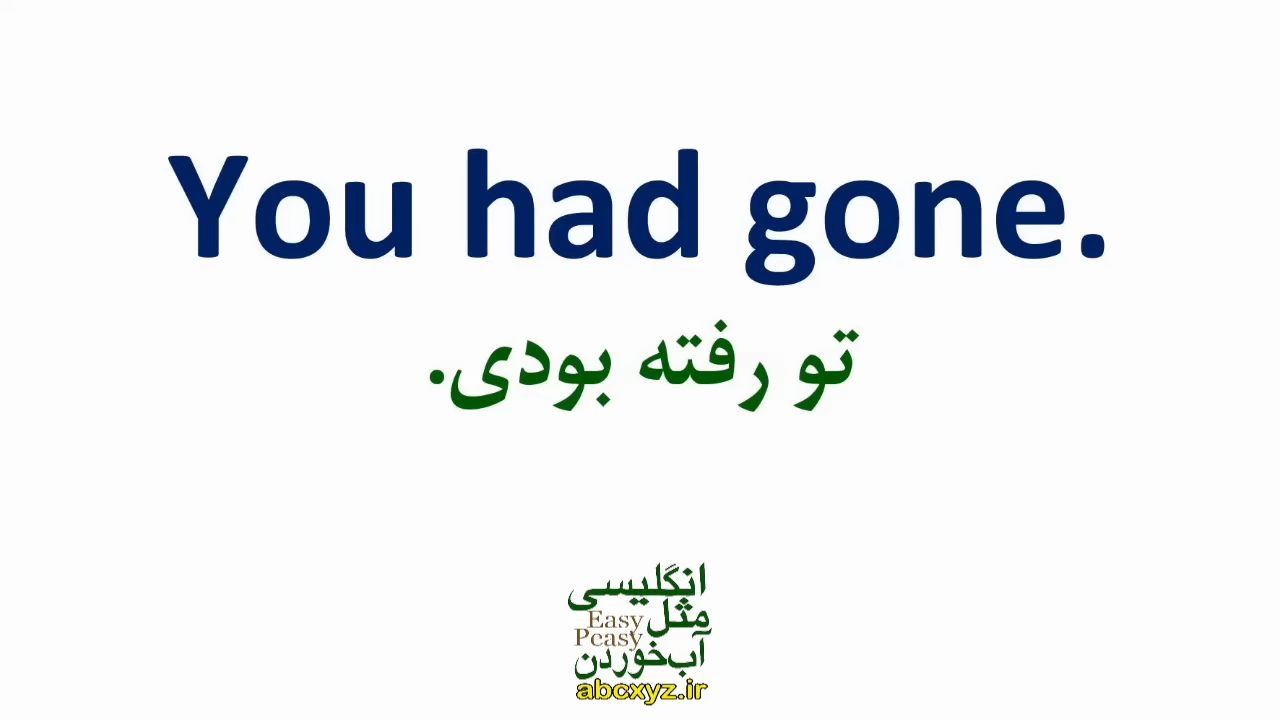 You had gone.
تو رفته بودی.
انگلیسی
مثل
Easy
Peasy
آب‌خوردن
abcxyz.ir